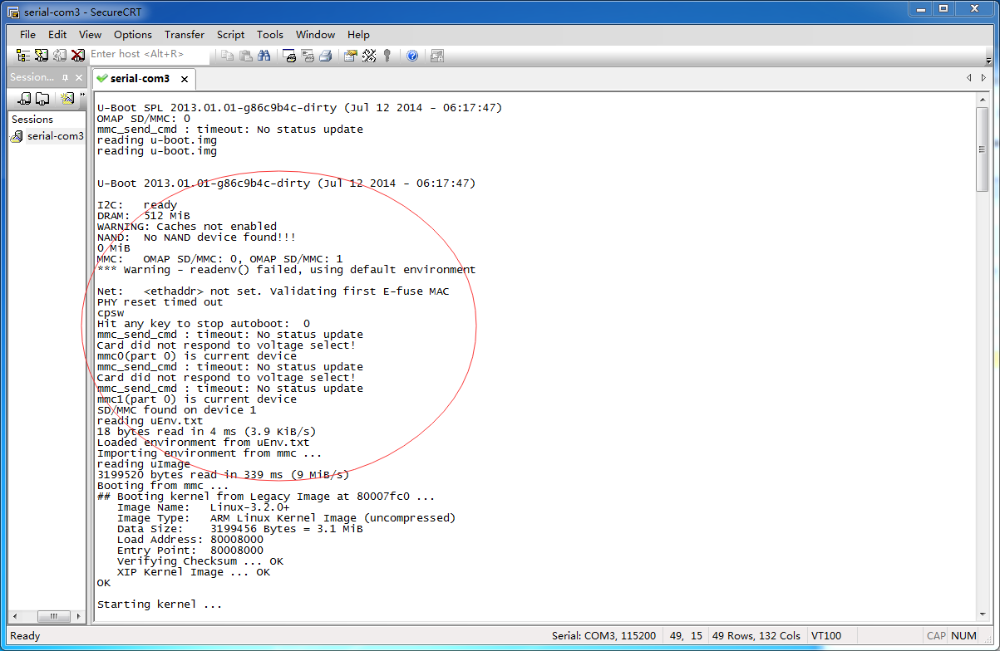 serial-com3 - SecureCRT
File Edit View Options Transfer Script Tools Window Help
Enter host <Alt+R>
Session...
serial-com3
Sessions
serial-com3
U-Boot SPL 2013.01.01-g86c9b4c-dirty (Jul 12 2014 - 06:17:47)
OMAP SD/MMC: 0
mmc_send_cmd : timeout: No status update
reading u-boot.img
reading u-boot.img
U-Boot 2013.01.01-g86c9b4c-dirty (Jul 12 2014 - 06:17:47)
I2C:   ready
DRAM:  512 MiB
WARNING: Caches not enabled
NAND:  No NAND device found!!!
0 MiB
MMC:   OMAP SD/MMC: 0, OMAP SD/MMC: 1
*** Warning - readenv() failed, using default environment
Net:   <ethaddr> not set. Validating first E-fuse MAC
PHY reset timed out
cpsw
Hit any key to stop autoboot:  0
mmc_send_cmd : timeout: No status update
Card did not respond to voltage select!
mmc0(part 0) is current device
mmc_send_cmd : timeout: No status update
Card did not respond to voltage select!
mmc_send_cmd : timeout: No status update
mmc1(part 0) is current device
SD/MMC found on device 1
reading uEnv.txt
18 bytes read in 4 ms (3.9 KiB/s)
Loaded environment from uEnv.txt
Importing environment from mmc ...
reading uImage
3199520 bytes read in 339 ms (9 MiB/s)
Booting from mmc ...
## Booting kernel from Legacy Image at 80007fc0 ...
   Image Name:   Linux-3.2.0+
   Image Type:   ARM Linux Kernel Image (uncompressed)
   Data Size:    3199456 Bytes = 3.1 MiB
   Load Address: 80008000
   Entry Point:  80008000
   Verifying Checksum ... OK
   XIP Kernel Image ... OK
OK
Starting kernel ...
Ready
Serial: COM3, 115200 49, 15 49 Rows, 132 Cols VT100 CAP NUM